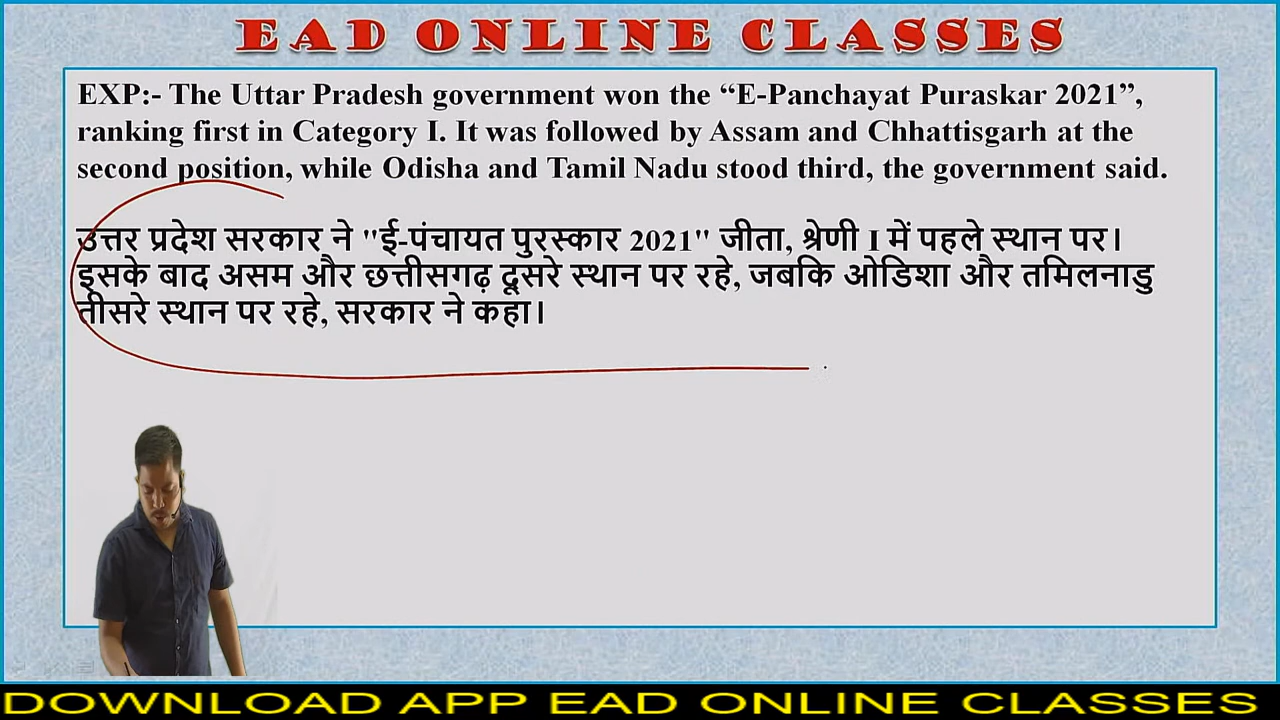 EAD ONLINE CLASSES
EXP:- The Uttar Pradesh government won the “E-Panchayat Puraskar 2021”,
ranking first in Category I. It was followed by Assam and Chhattisgarh at the
second position, while Odisha and Tamil Nadu stood third, the government said.
उत्तर प्रदेश सरकार ने "ई-पंचायत पुरस्कार 2021" जीता, श्रेणी I में पहले स्थान पर।
इसके बाद असम और छत्तीसगढ़ दूसरे स्थान पर रहे, जबकि ओडिशा और तमिलनाडु
तीसरे स्थान पर रहे, सरकार ने कहा।
DOWNLOAD APP EAD ONLINE CLASSES